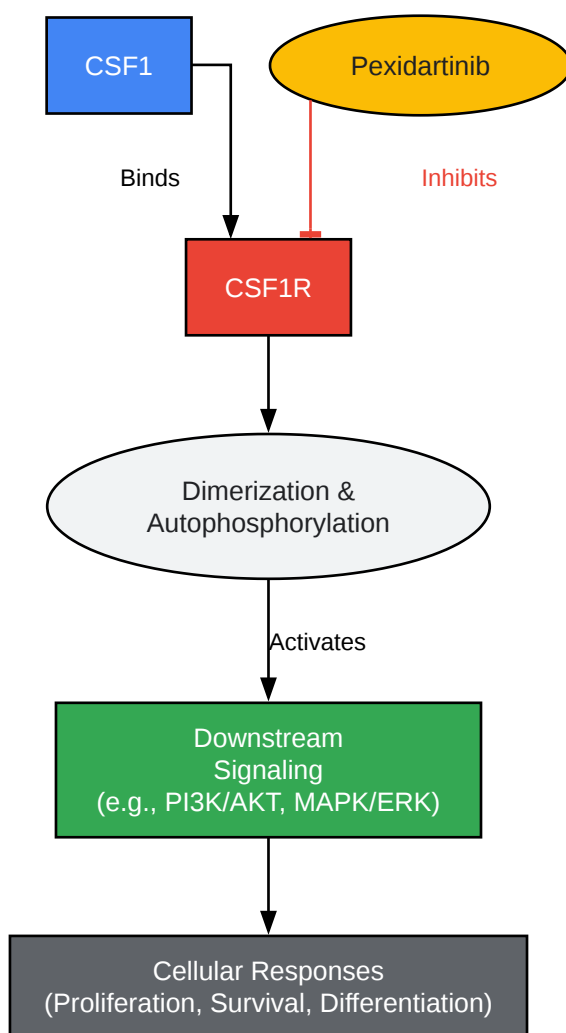 CSF1
Pexidartinib
Binds
Inhibits
CSF1R
Dimerization &
Autophosphorylation
Activates
Downstream
Signaling
(e.g., PI3K/AKT, MAPK/ERK)
Cellular Responses
(Proliferation, Survival, Differentiation)